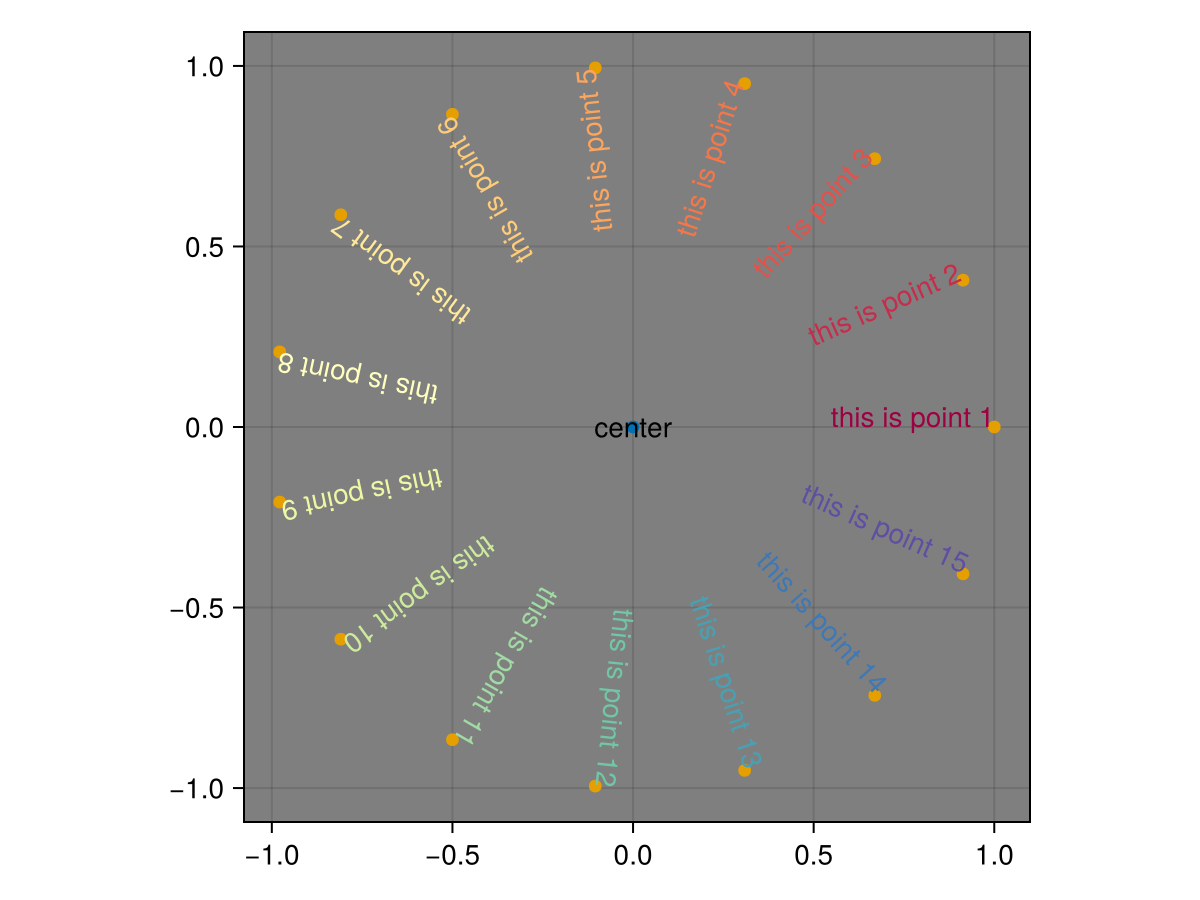 1.0
0.5
0.0
−0.5
−1.0
−1.0
−0.5
0.0
0.5
1.0
center
this is point 1
this is point 2
this is point 3
this is point 4
this is point 5
this is point 6
this is point 7
this is point 8
this is point 9
this is point 10
this is point 11
this is point 12
this is point 13
this is point 14
this is point 15